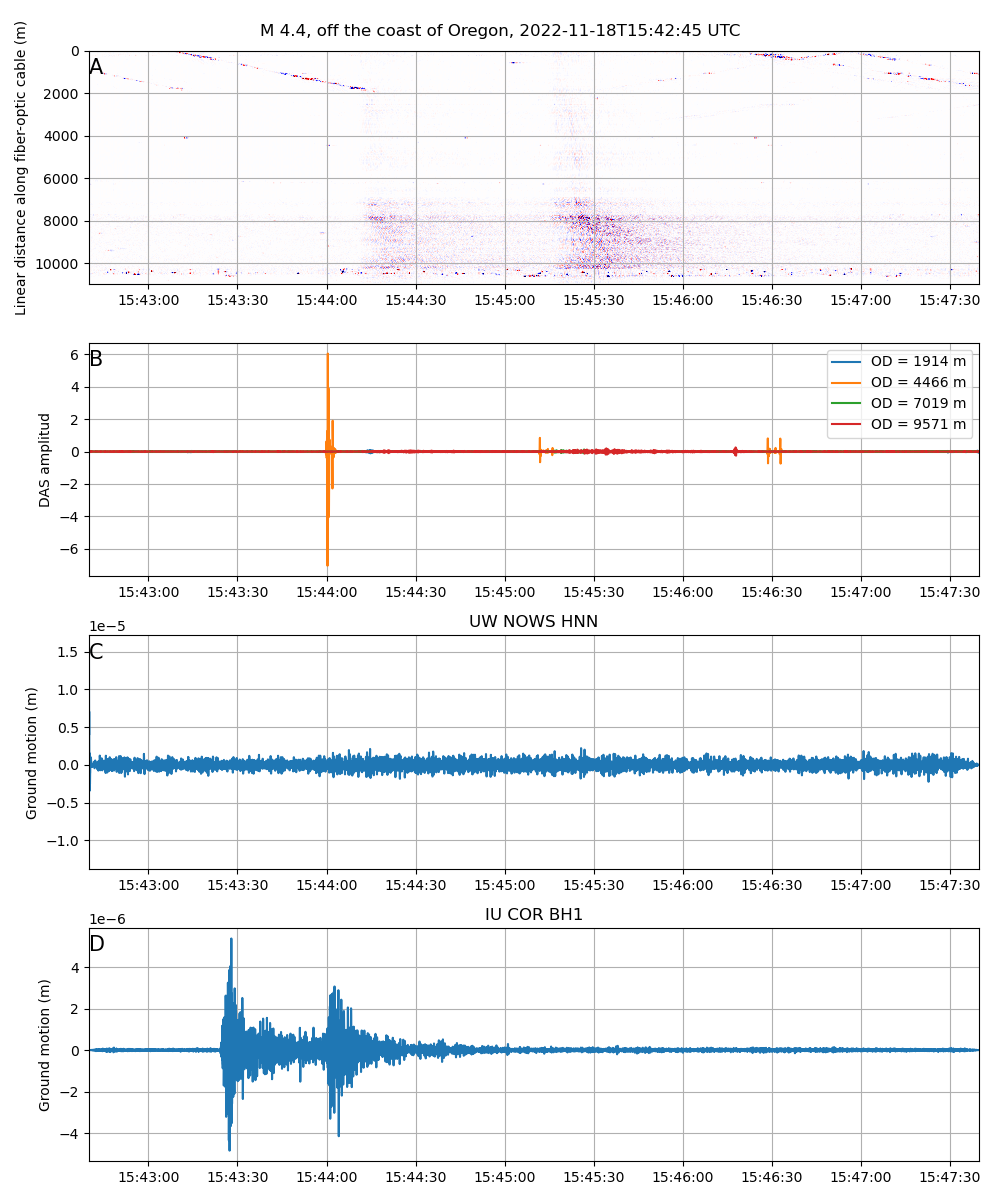 M 4.4, off the coast of Oregon, 2022-11-18T15:42:45 UTC
A
Linear distance along fiber-optic cable (m)
0
2000
4000
6000
8000
10000
15:43:00 15:43:30 15:44:00 15:44:30 15:45:00 15:45:30 15:46:00 15:46:30 15:47:00 15:47:30
B
DAS amplitud
6
4
2
0
−2
−4
−6
OD = 1914 m
OD = 4466 m
OD = 7019 m
OD = 9571 m
15:43:00 15:43:30 15:44:00 15:44:30 15:45:00 15:45:30 15:46:00 15:46:30 15:47:00 15:47:30
UW NOWS HNN
1e−5
C
Ground motion (m)
1.5
1.0
0.5
0.0
−0.5
−1.0
15:43:00 15:43:30 15:44:00 15:44:30 15:45:00 15:45:30 15:46:00 15:46:30 15:47:00 15:47:30
IU COR BH1
1e−6
D
Ground motion (m)
4
2
0
−2
−4
15:43:00 15:43:30 15:44:00 15:44:30 15:45:00 15:45:30 15:46:00 15:46:30 15:47:00 15:47:30